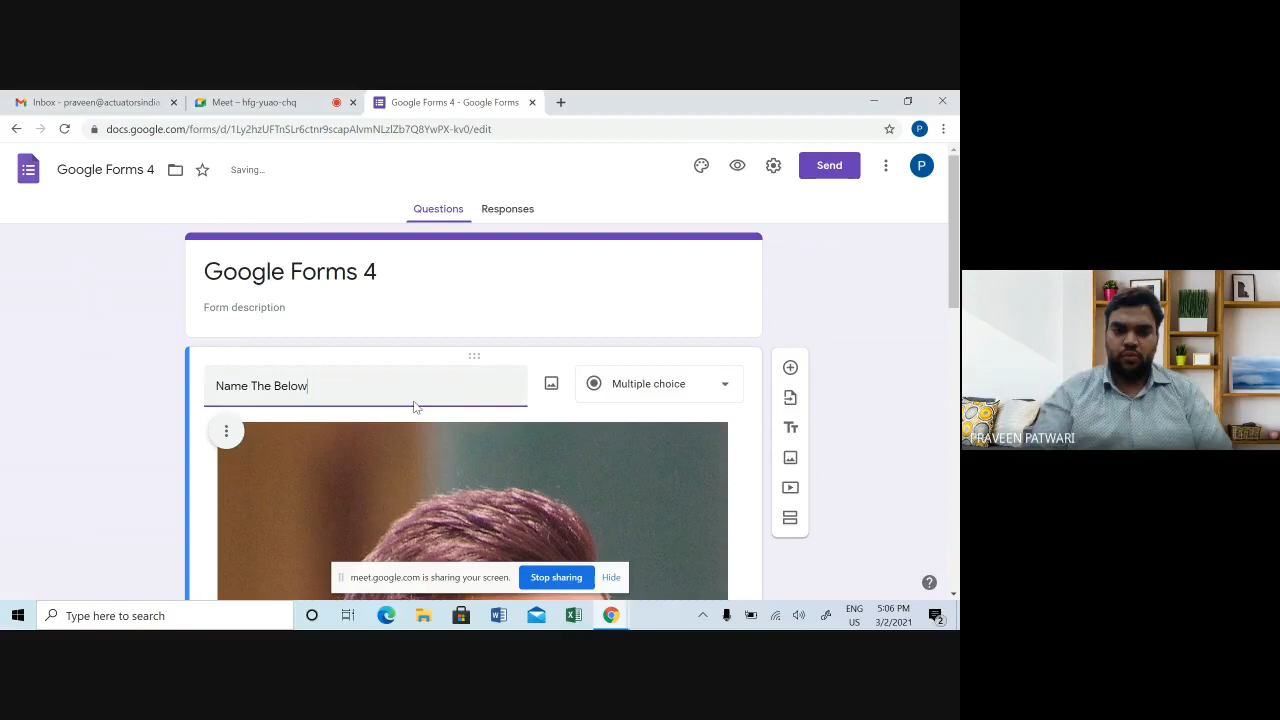 Inbox - praveen@actuatorsindia
Meet – hfg-yuao-chq
Google Forms 4 - Google Forms
docs.google.com/forms/d/1Ly2hzUFTnSLr6ctnr9scapAlvmNLzlZb7Q8YwPX-kv0/edit
P
Google Forms 4
Saving...
Send
P
Questions
Responses
Google Forms 4
Form description
Name The Below
Multiple choice
PRAVEEN PATWARI
meet.google.com is sharing your screen.
Stop sharing
Hide
Type here to search
ENG
US
5:06 PM
3/2/2021
2